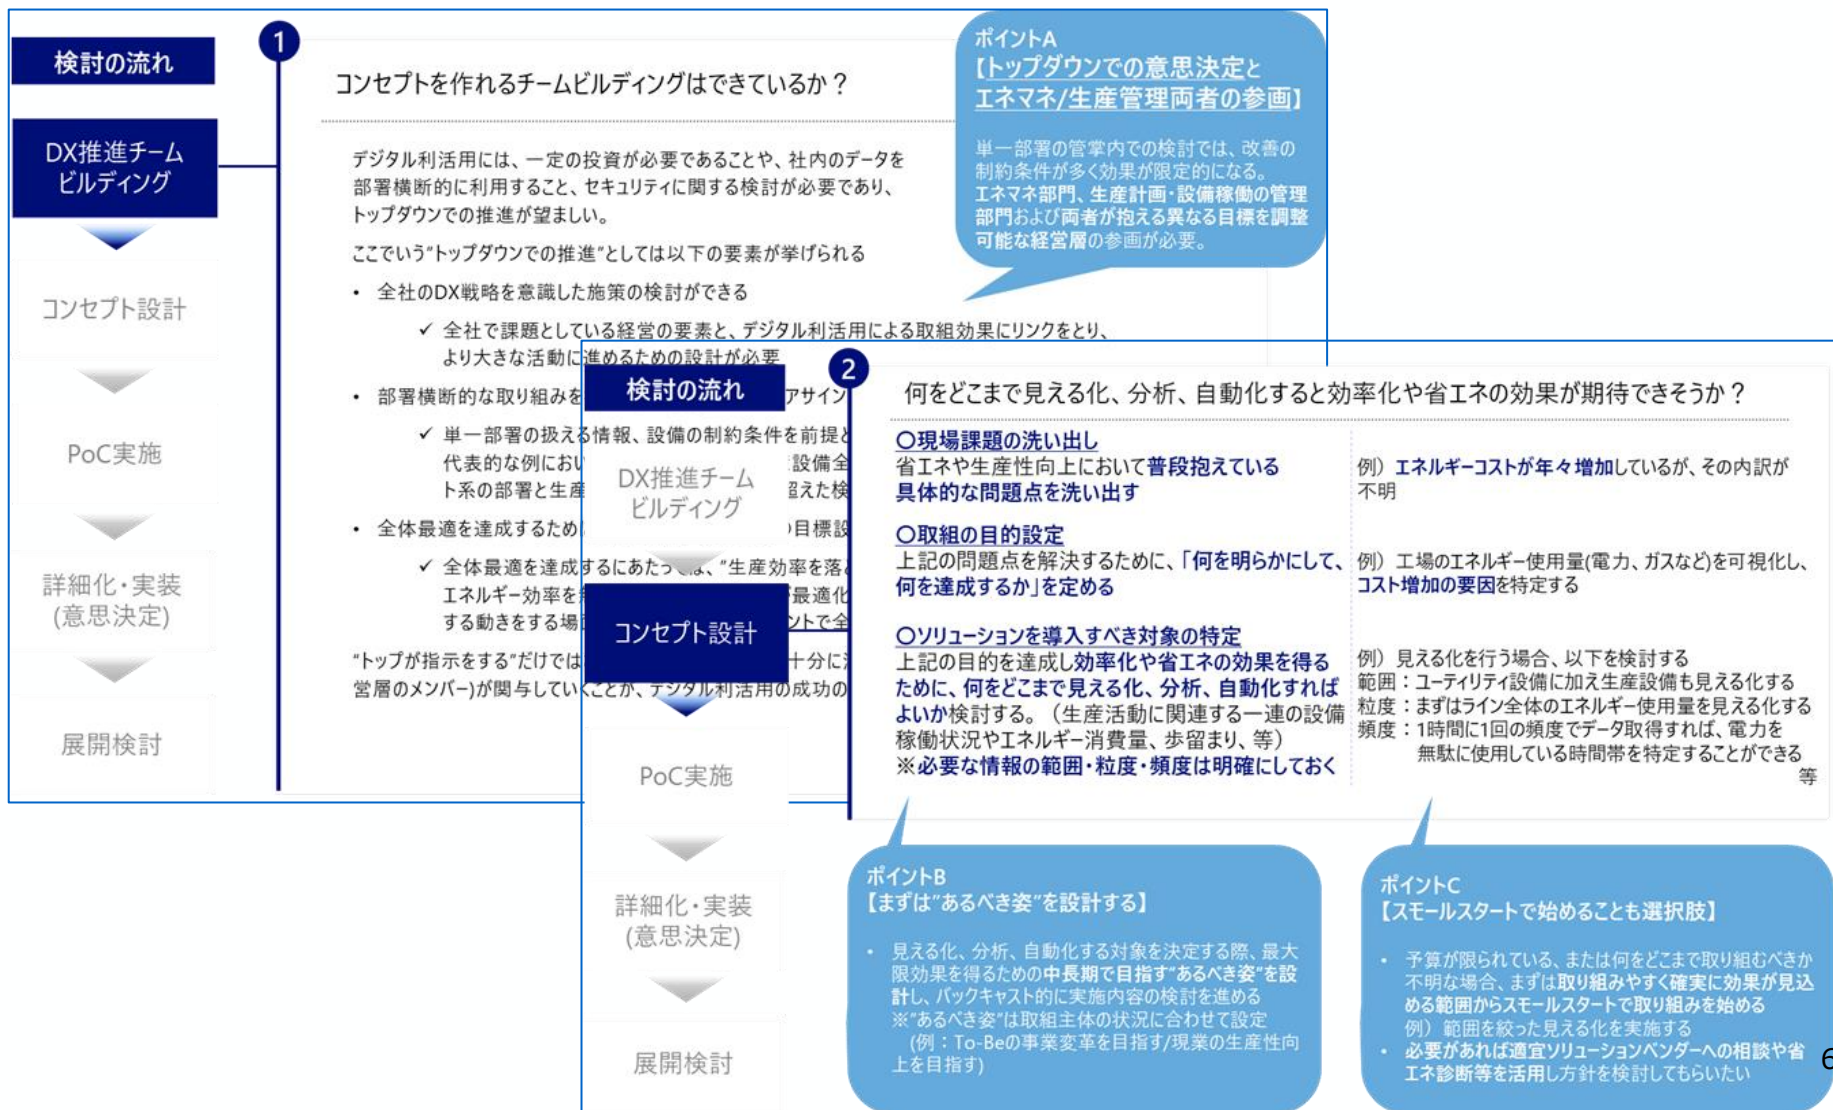 検討の流れ
DX推進チーム
ビルディング
コンセプト設計
PoC実施
詳細化・実装
(意思決定)
展開検討
1
コンセプトを作れるチームビルディングはできているか？
デジタル利活用には、一定の投資が必要であることや、社内のデータを
部署横断的に利用すること、セキュリティに関する検討が必要であり、
トップダウンでの推進が望ましい。
ここでいう"トップダウンでの推進"としては以下の要素が挙げられる
• 全社のDX戦略を意識した施策の検討ができる
✓ 全社で課題としている経営の要素と、デジタル利活用による取組効果にリンクをとり、
より大きな活動に進めるための設計が必要
• 部署横断的な取り組みを
アサイン
✓ 単一部署の扱える情報、設備の制約条件を前提と
代表的な例におい
設備全
ト系の部署と生産
超えた検
• 全体最適を達成するため
の目標設
✓ 全体最適を達成するにあたっては、"生産効率を落と
エネルギー効率を
最適化
する動きをする場
ントで全
"トップが指示をする"だけでは
十分に
営層のメンバー)が関与していくことが、デジタル利活用の成功の
ポイントA
【トップダウンでの意思決定と
エネマネ/生産管理両者の参画】
単一部署の管掌内での検討では、改善の
制約条件が多く効果が限定的になる。
エネマネ部門、生産計画・設備稼働の管理
部門および両者が抱える異なる目標を調整
可能な経営層の参画が必要。
検討の流れ
DX推進チーム
ビルディング
コンセプト設計
PoC実施
詳細化・実装
(意思決定)
展開検討
2
何をどこまで見える化、分析、自動化すると効率化や省エネの効果が期待できそうか？
〇現場課題の洗い出し
省エネや生産性向上において普段抱えている
具体的な問題点を洗い出す
例）エネルギーコストが年々増加しているが、その内訳が
不明
〇取組の目的設定
上記の問題点を解決するために、「何を明らかにして、
何を達成するか」を定める
例）工場のエネルギー使用量(電力、ガスなど)を可視化し、
コスト増加の要因を特定する
〇ソリューションを導入すべき対象の特定
上記の目的を達成し効率化や省エネの効果を得る
ために、何をどこまで見える化、分析、自動化すれば
よいか検討する。（生産活動に関連する一連の設備
稼働状況やエネルギー消費量、歩留まり、等）
※必要な情報の範囲・粒度・頻度は明確にしておく
例）見える化を行う場合、以下を検討する
範囲：ユーティリティ設備に加え生産設備も見える化する
粒度：まずはライン全体のエネルギー使用量を見える化する
頻度：1時間に1回の頻度でデータ取得すれば、電力を
無駄に使用している時間帯を特定することができる
等
ポイントB
【まずは"あるべき姿"を設計する】
• 見える化、分析、自動化する対象を決定する際、最大
限効果を得るための中長期で目指す"あるべき姿"を設
計し、バックキャスト的に実施内容の検討を進める
※"あるべき姿"は取組主体の状況に合わせて設定
(例：To-Beの事業変革を目指す/現業の生産性向
上を目指す)
ポイントC
【スモールスタートで始めることも選択肢】
• 予算が限られている、または何をどこまで取り組むべきか
不明な場合、まずは取り組みやすく確実に効果が見込
める範囲からスモールスタートで取り組みを始める
例）範囲を絞った見える化を実施する
• 必要があれば適宜ソリューションベンダーへの相談や省
エネ診断等を活用し方針を検討してもらいたい
6